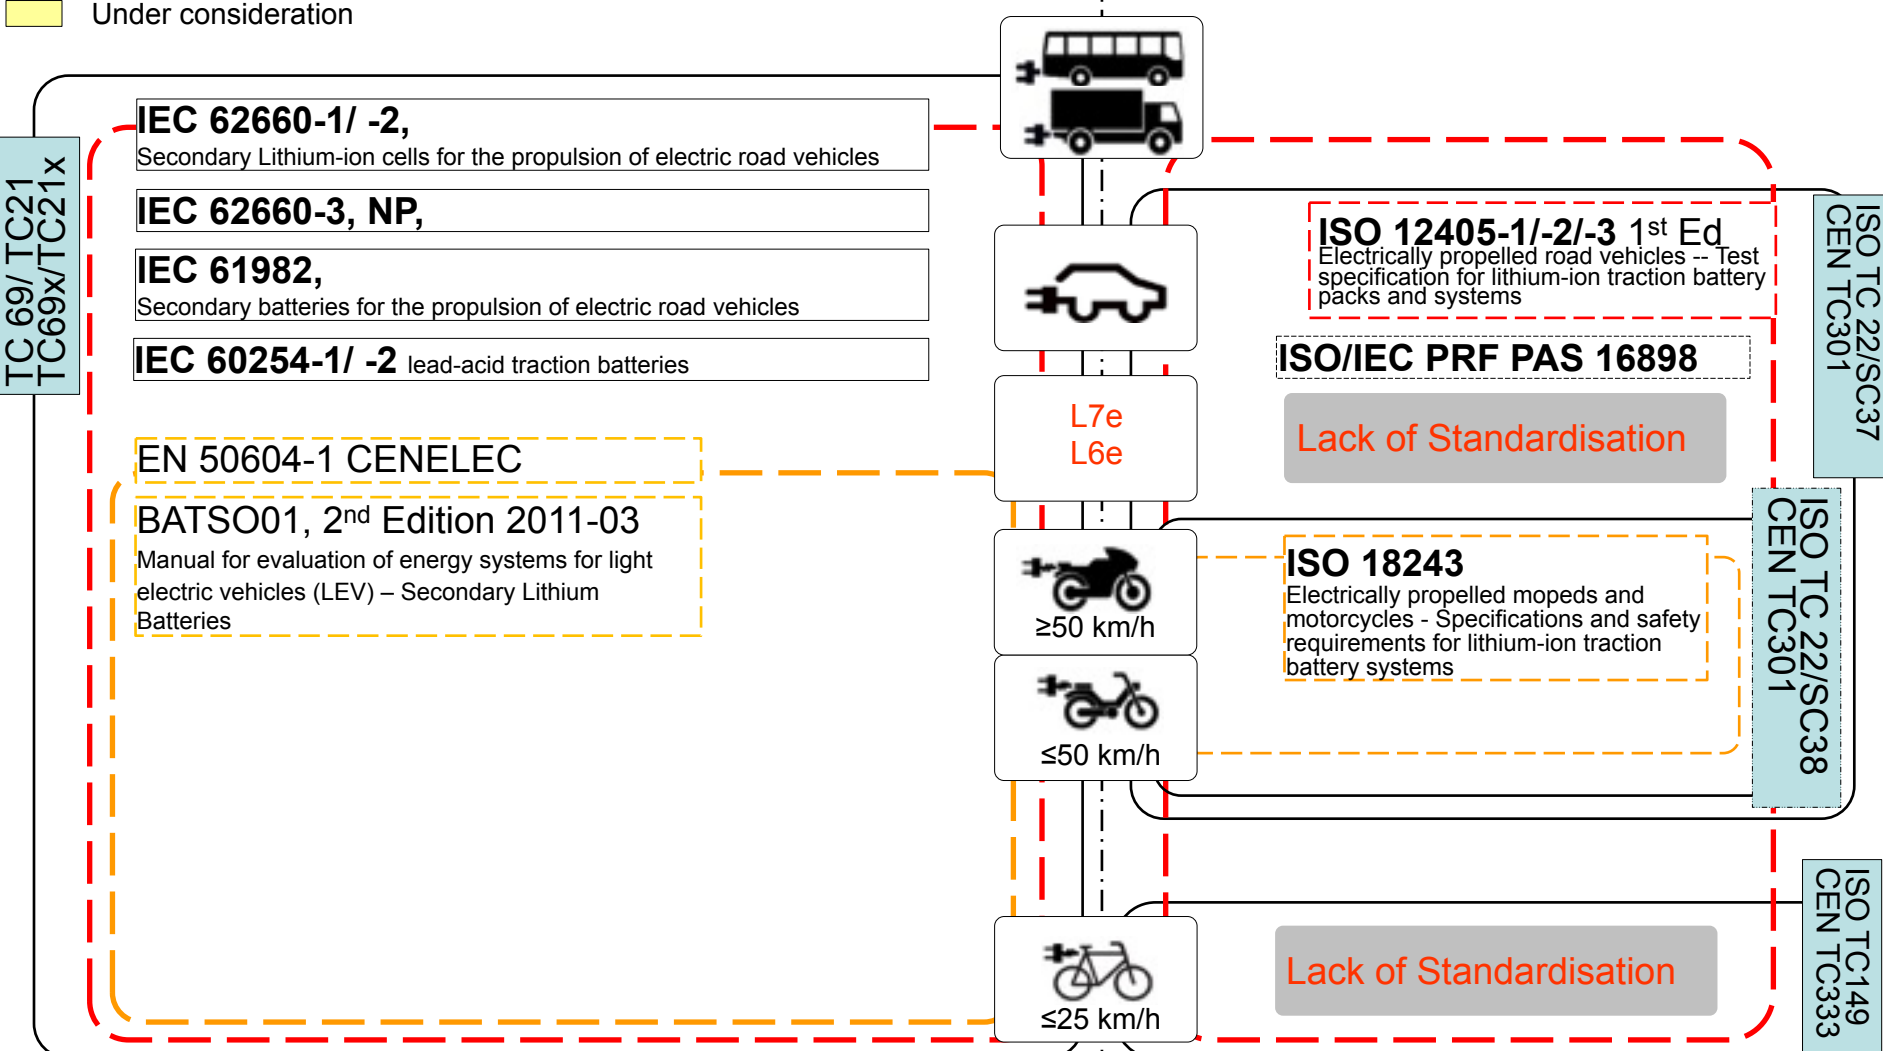 Under consideration
TC 69/ TC21
TC69x/TC21x
IEC 62660-1/ -2,
Secondary Lithium-ion cells for the propulsion of electric road vehicles
IEC 62660-3, NP,
IEC 61982,
Secondary batteries for the propulsion of electric road vehicles
IEC 60254-1/ -2 lead-acid traction batteries
EN 50604-1 CENELEC
BATSO01, 2nd Edition 2011-03
Manual for evaluation of energy systems for light
electric vehicles (LEV) – Secondary Lithium
Batteries
L7e
L6e
≥50 km/h
≤50 km/h
≤25 km/h
ISO 12405-1/-2/-3 1st Ed
Electrically propelled road vehicles -- Test
specification for lithium-ion traction battery
packs and systems
ISO/IEC PRF PAS 16898
Lack of Standardisation
ISO 18243
Electrically propelled mopeds and
motorcycles - Specifications and safety
requirements for lithium-ion traction
battery systems
Lack of Standardisation
ISO TC 22/SC37
CEN TC301
ISO TC 22/SC38
CEN TC301
ISO TC149
CEN TC333